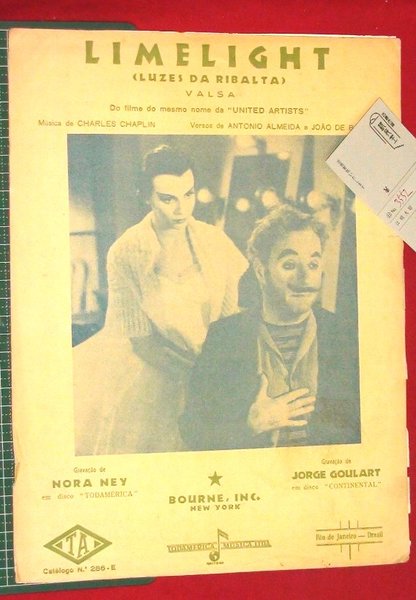 LIMELIGHT
(LUZES DA RIBALTA)
VALSA
Do filme do mesmo nome da "UNITED ARTISTS"
Música de CHARLES CHAPLIN Versos de ANTONIO ALMEIDA e JOÃO DE B
Gravação de
NORA NEY
em disco "TODAMÉRICA"
BOURNE, INC.
NEW YORK
Gravação de
JORGE GOULART
em disco "CONTINENTAL"
TA
Catálogo N.º 286-E
TODAMERICA MUSICA LTDA
Rio de Janeiro — Brasil